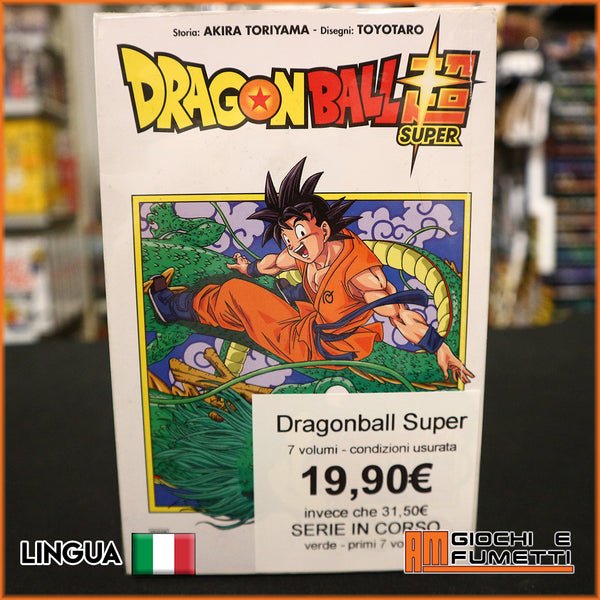 Storia: AKIRA TORIYAMA - Disegni: TOYOTARO
DRAGON BALL
SUPER
Dragonball Super
7 volumi - condizioni usurata
19,90€
invece che 31,50€
SERIE IN CORSO
verde - primi 7 vo
LINGUA
AM GIOCHI E
FUMETTI